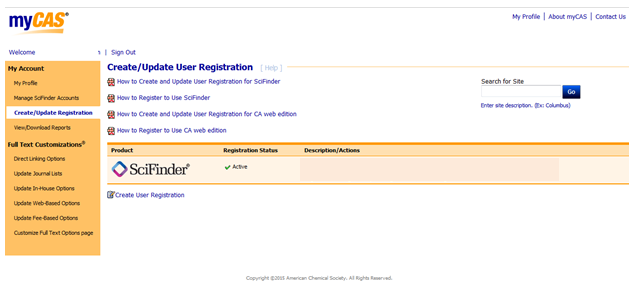 myCAS®
My Profile | About myCAS | Contact Us
Welcome | Sign Out
My Account
My Profile
Manage SciFinder Accounts
Create/Update Registration
View/Download Reports
Full Text Customizations®
Direct Linking Options
Update Journal Lists
Update In-House Options
Update Web-Based Options
Update Fee-Based Options
Customize Full Text Options page
Create/Update User Registration [ Help ]
How to Create and Update User Registration for SciFinder
How to Register to Use SciFinder
How to Create and Update User Registration for CA web edition
How to Register to Use CA web edition
Search for Site
Go
Enter site description. (Ex: Columbus)
Product Registration Status Description/Actions
SciFinder® Active
Create User Registration
Copyright ©2015 American Chemical Society. All Rights Reserved.